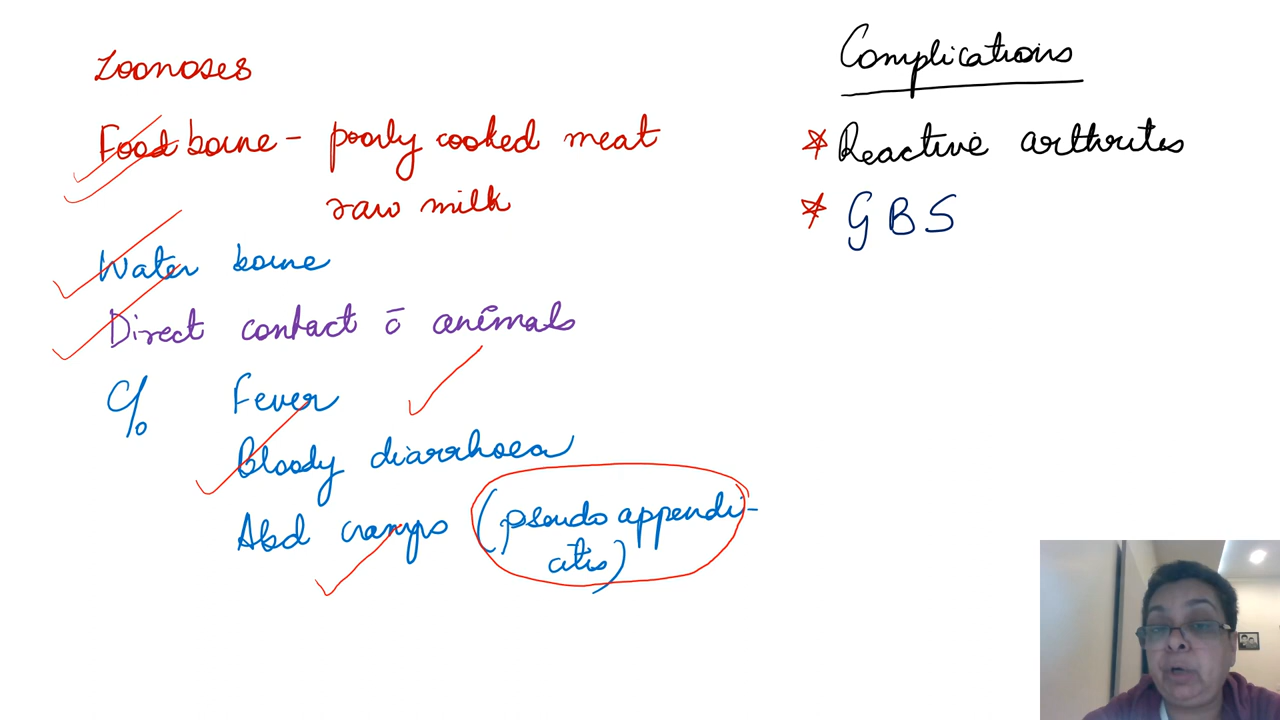 Zoonoses
Food borne - poorly cooked meat
raw milk
Water borne
Direct contact c̄ animals
C/o Fever
Bloody diarrhoea
Abd cramps (pseudo appendi-
citis)
Complications
* Reactive arthritis
* GBS